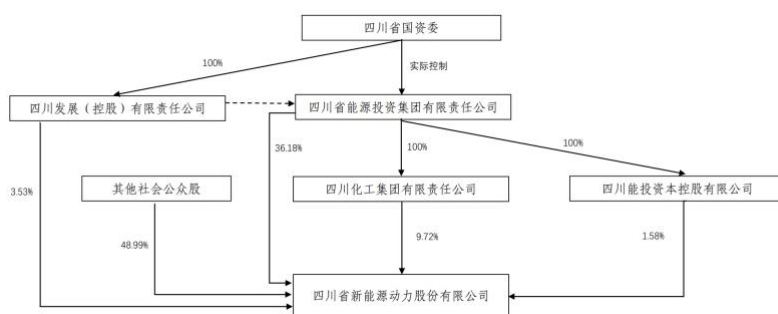 四川省国资委
100%
实际控制
四川发展（控股）有限责任公司
四川省能源投资集团有限责任公司
36.18%
100%
100%
3.53%
其他社会公众股
四川化工集团有限责任公司
四川能投资本控股有限公司
48.99%
9.72%
1.58%
四川省新能源动力股份有限公司